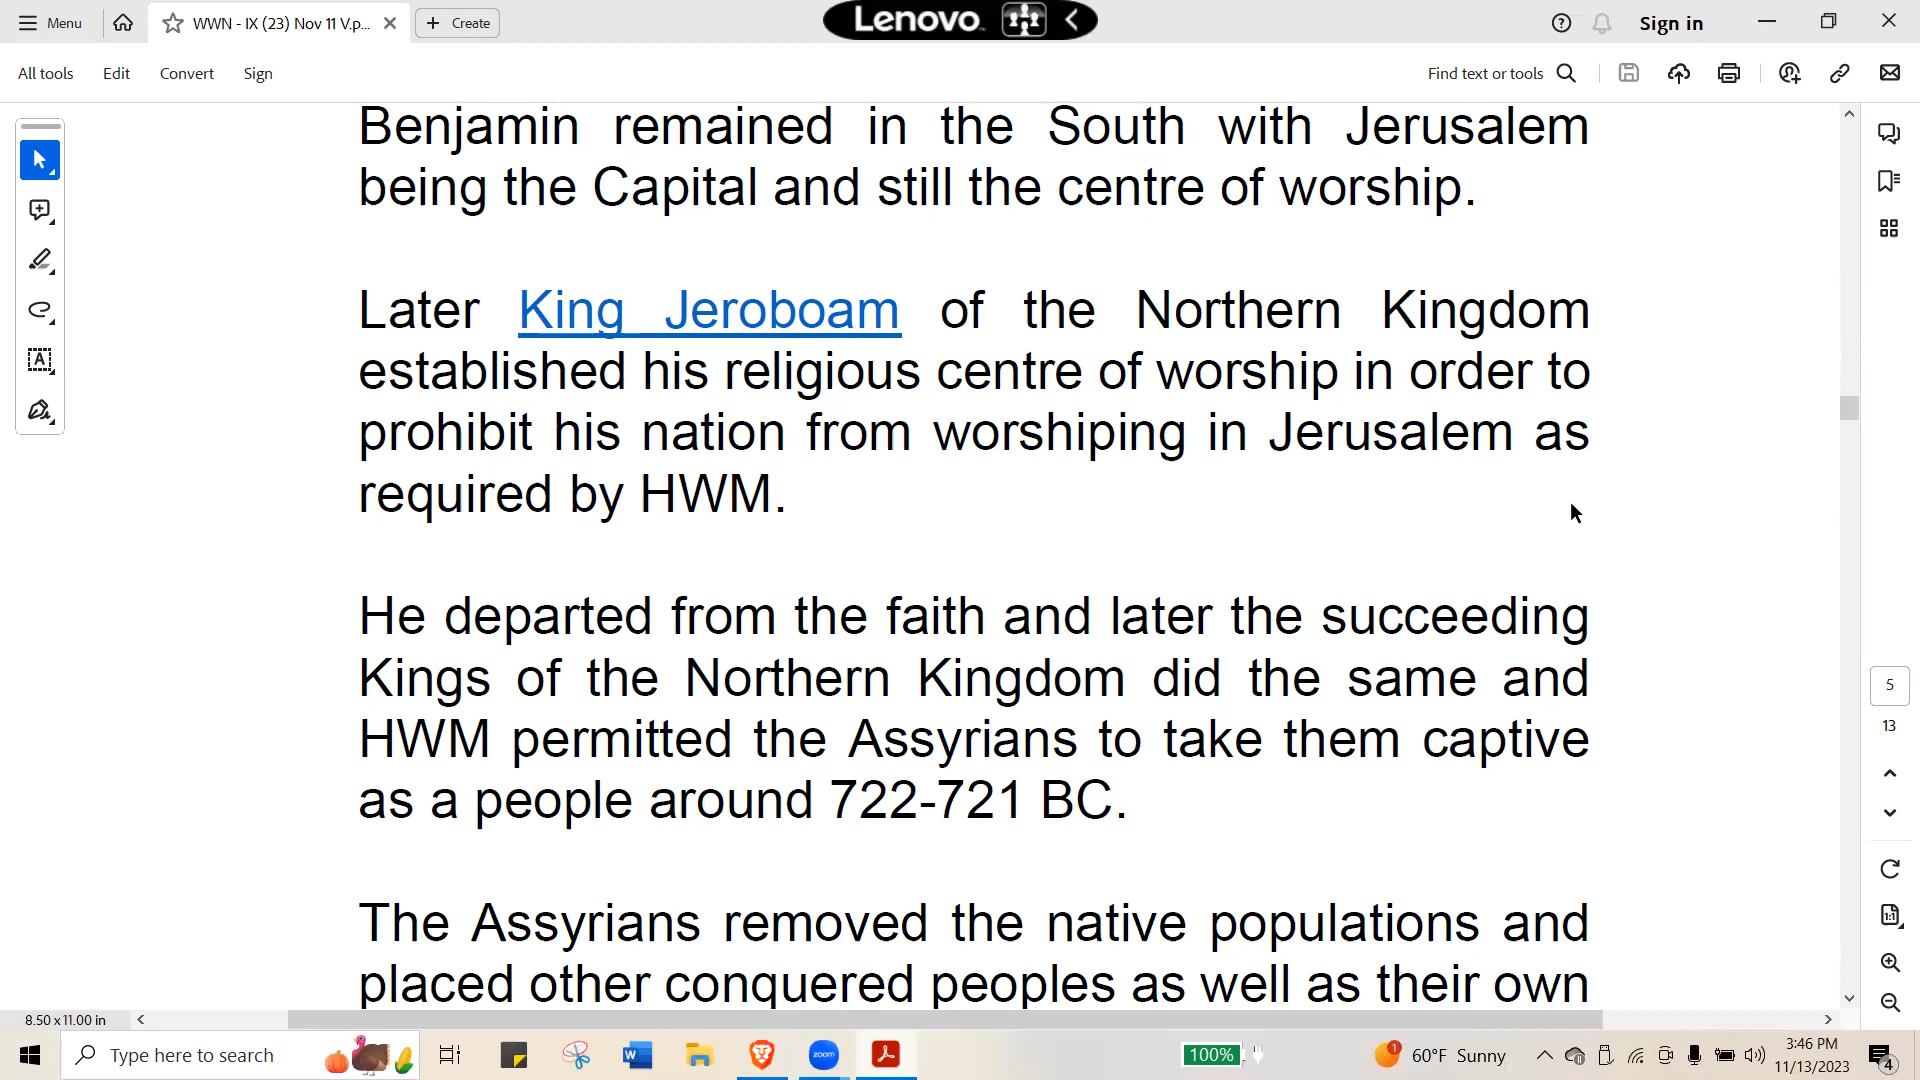 Menu
WWN - IX (23) Nov 11 V.p...
Create
Lenovo
Sign in
All tools
Edit
Convert
Sign
Find text or tools
Benjamin remained in the South with Jerusalem
being the Capital and still the centre of worship.
Later King Jeroboam of the Northern Kingdom
established his religious centre of worship in order to
prohibit his nation from worshiping in Jerusalem as
required by HWM.
He departed from the faith and later the succeeding
Kings of the Northern Kingdom did the same and
HWM permitted the Assyrians to take them captive
as a people around 722-721 BC.
The Assyrians removed the native populations and
placed other conquered peoples as well as their own
5
13
1:1
8.50 x 11.00 in
Type here to search
W
zoom
100%
1
60°F Sunny
3:46 PM
11/13/2023
4